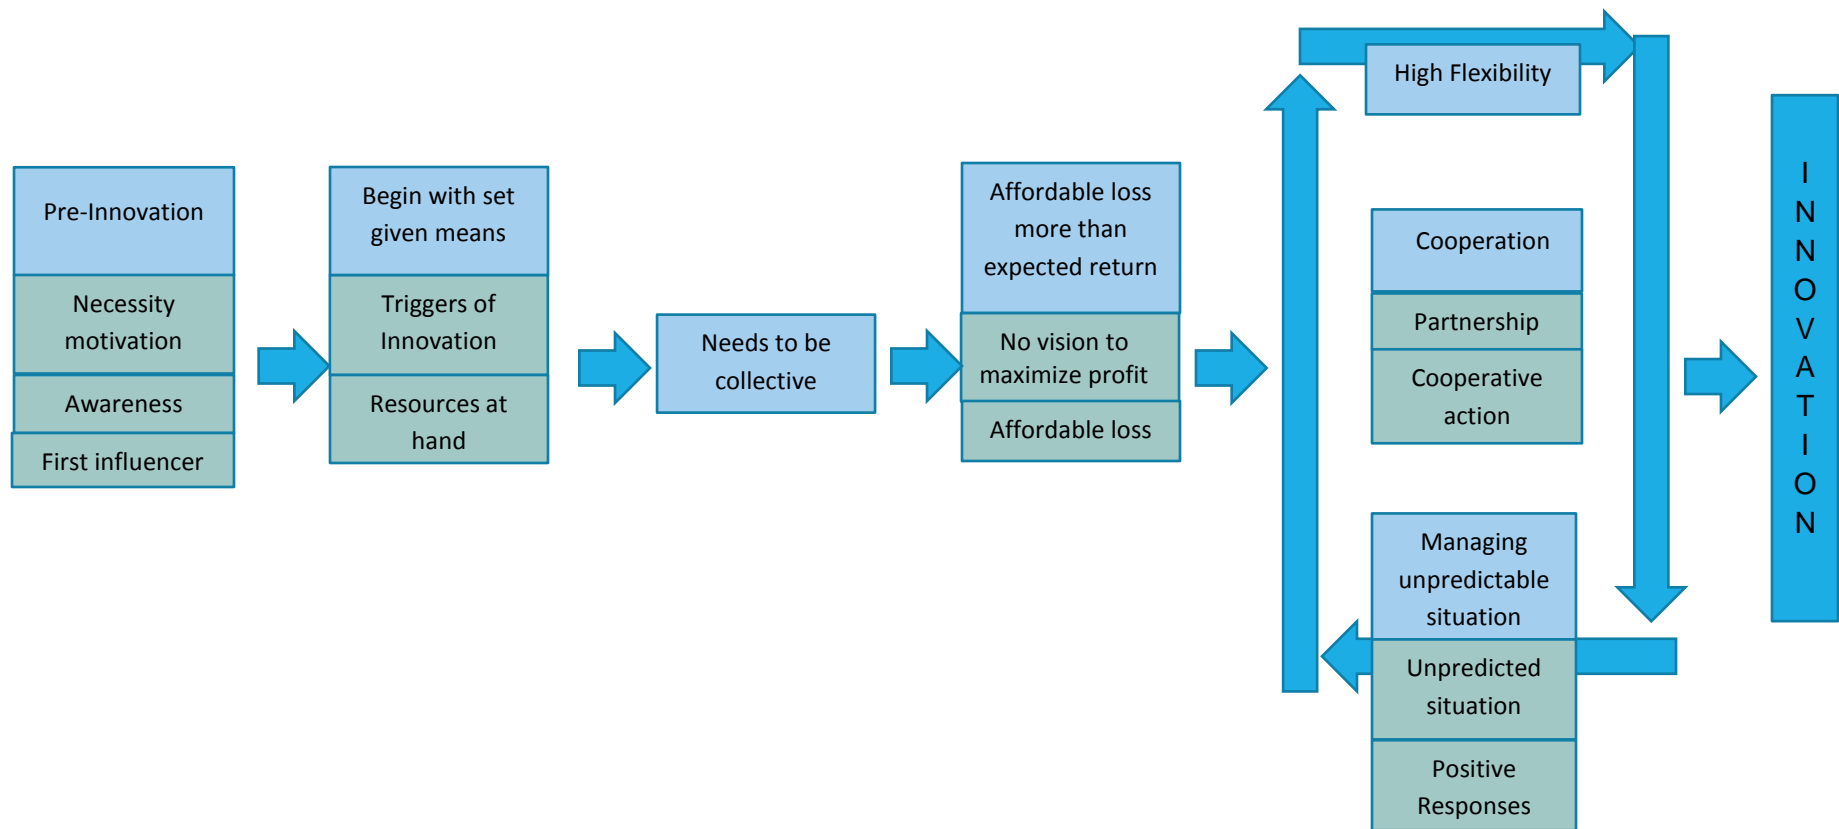 Pre-Innovation
Necessity
motivation
Awareness
First influencer
Begin with set
given means
Triggers of
Innovation
Resources at
hand
Needs to be
collective
Affordable loss
more than
expected return
No vision to
maximize profit
Affordable loss
High Flexibility
Cooperation
Partnership
Cooperative
action
Managing
unpredictable
situation
Unpredicted
situation
Positive
Responses
I
N
N
O
V
A
T
I
O
N